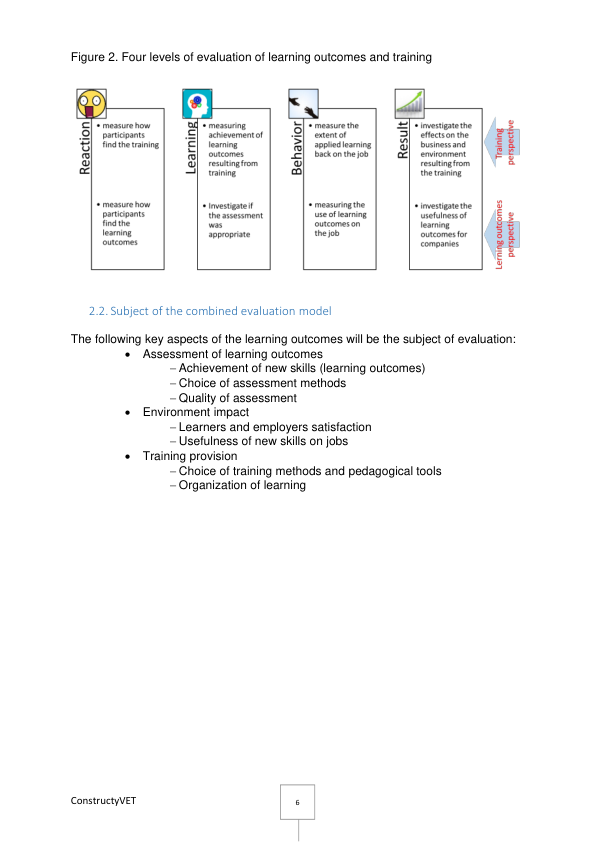 Figure 2. Four levels of evaluation of learning outcomes and training
Reaction
• measure how
participants
find the training
• measure how
participants
find the
learning
outcomes
Learning
• measuring
achievement of
learning
outcomes
resulting from
training
• Investigate if
the assessment
was
appropriate
Behavior
• measure the
extent of
applied learning
back on the job
• measuring the
use of learning
outcomes on
the job
Result
• investigate the
effects on the
business and
environment
resulting from
the training
• investigate the
usefulness of
learning
outcomes for
companies
Training
perspective
Lerning outcomes
perspective
2.2. Subject of the combined evaluation model
The following key aspects of the learning outcomes will be the subject of evaluation:
• Assessment of learning outcomes
– Achievement of new skills (learning outcomes)
– Choice of assessment methods
– Quality of assessment
• Environment impact
– Learners and employers satisfaction
– Usefulness of new skills on jobs
• Training provision
– Choice of training methods and pedagogical tools
– Organization of learning
ConstructyVET
6